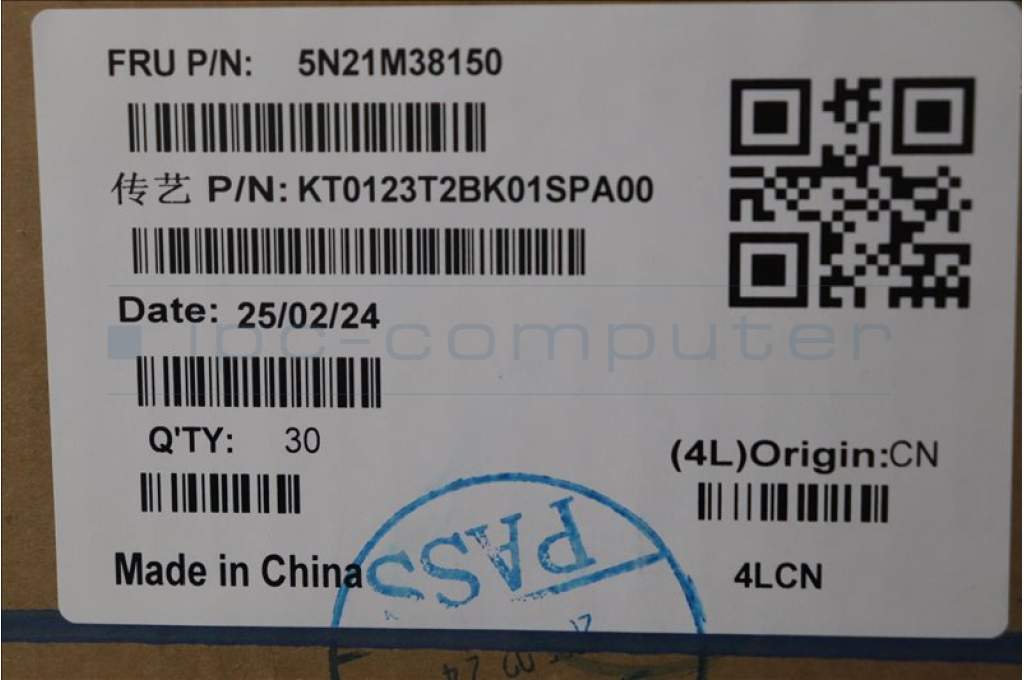 FRU P/N: 5N21M38150
传艺 P/N: KT0123T2BK01SPA00
Date: 25/02/24
ipc-computer
Q'TY: 30
(4L)Origin:CN
PASS
Made in China
4LCN